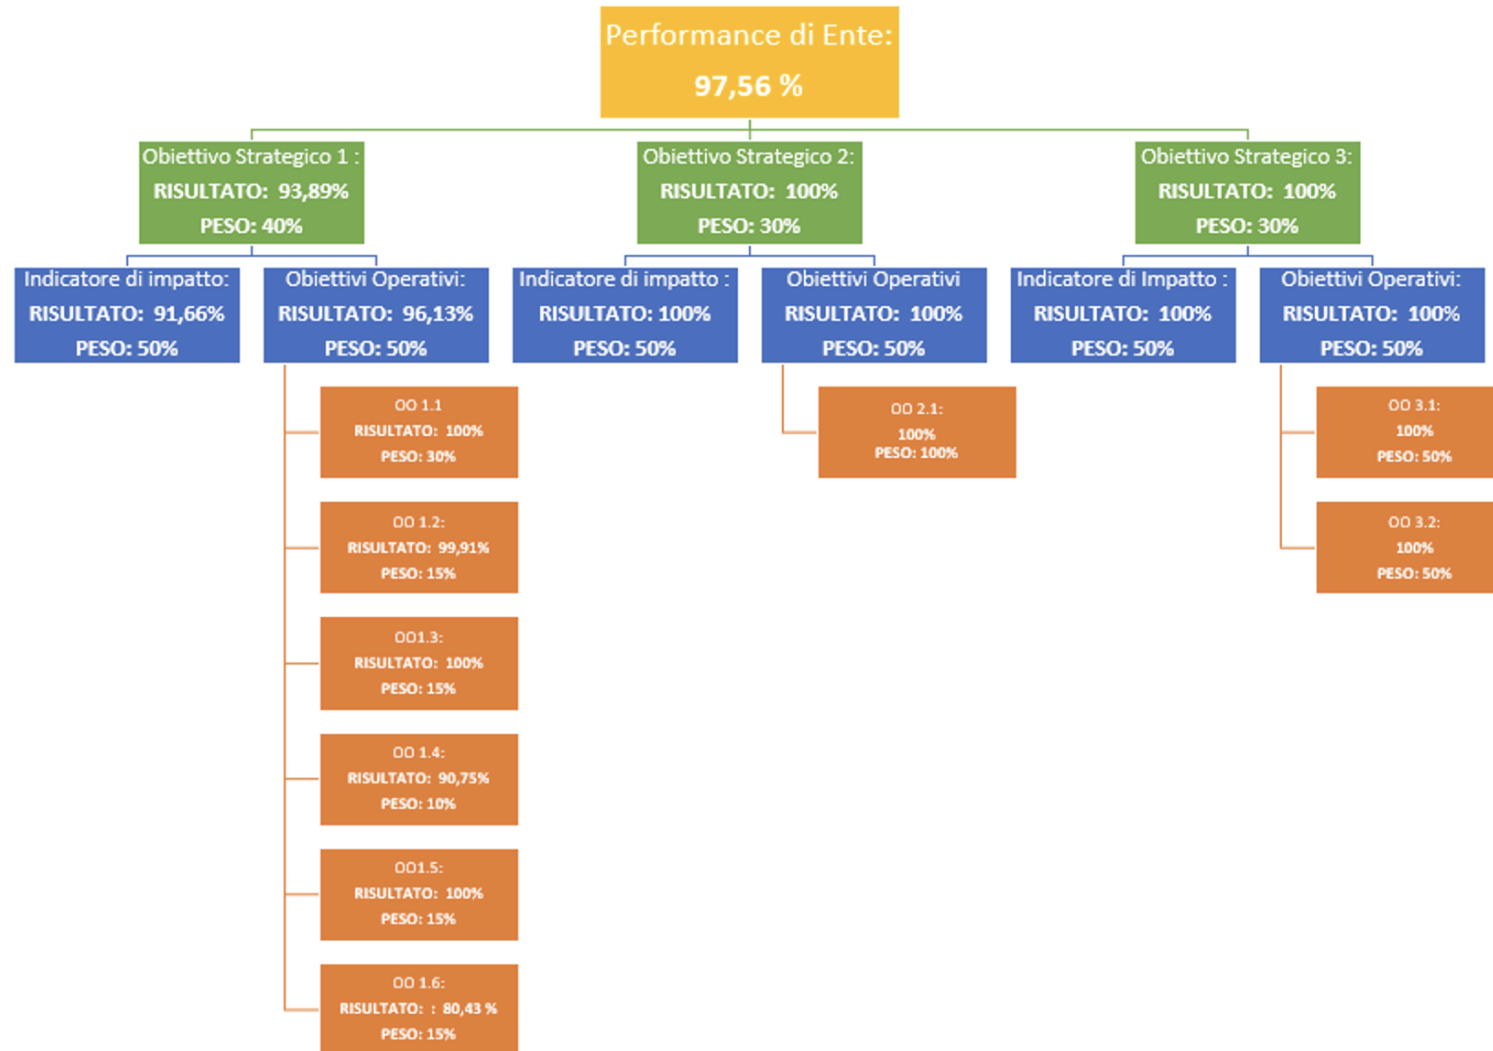 Performance di Ente:
97,56 %
Obiettivo Strategico 1 :
RISULTATO: 93,89%
PESO: 40%
Obiettivo Strategico 2:
RISULTATO: 100%
PESO: 30%
Obiettivo Strategico 3:
RISULTATO: 100%
PESO: 30%
Indicatore di impatto:
RISULTATO: 91,66%
PESO: 50%
Obiettivi Operativi:
RISULTATO: 96,13%
PESO: 50%
Indicatore di impatto :
RISULTATO: 100%
PESO: 50%
Obiettivi Operativi
RISULTATO: 100%
PESO: 50%
Indicatore di Impatto :
RISULTATO: 100%
PESO: 50%
Obiettivi Operativi:
RISULTATO: 100%
PESO: 50%
OO 1.1
RISULTATO: 100%
PESO: 30%
OO 1.2:
RISULTATO: 99,91%
PESO: 15%
OO1.3:
RISULTATO: 100%
PESO: 15%
OO 1.4:
RISULTATO: 90,75%
PESO: 10%
OO1.5:
RISULTATO: 100%
PESO: 15%
OO 1.6:
RISULTATO: : 80,43 %
PESO: 15%
OO 2.1:
100%
PESO: 100%
OO 3.1:
100%
PESO: 50%
OO 3.2:
100%
PESO: 50%